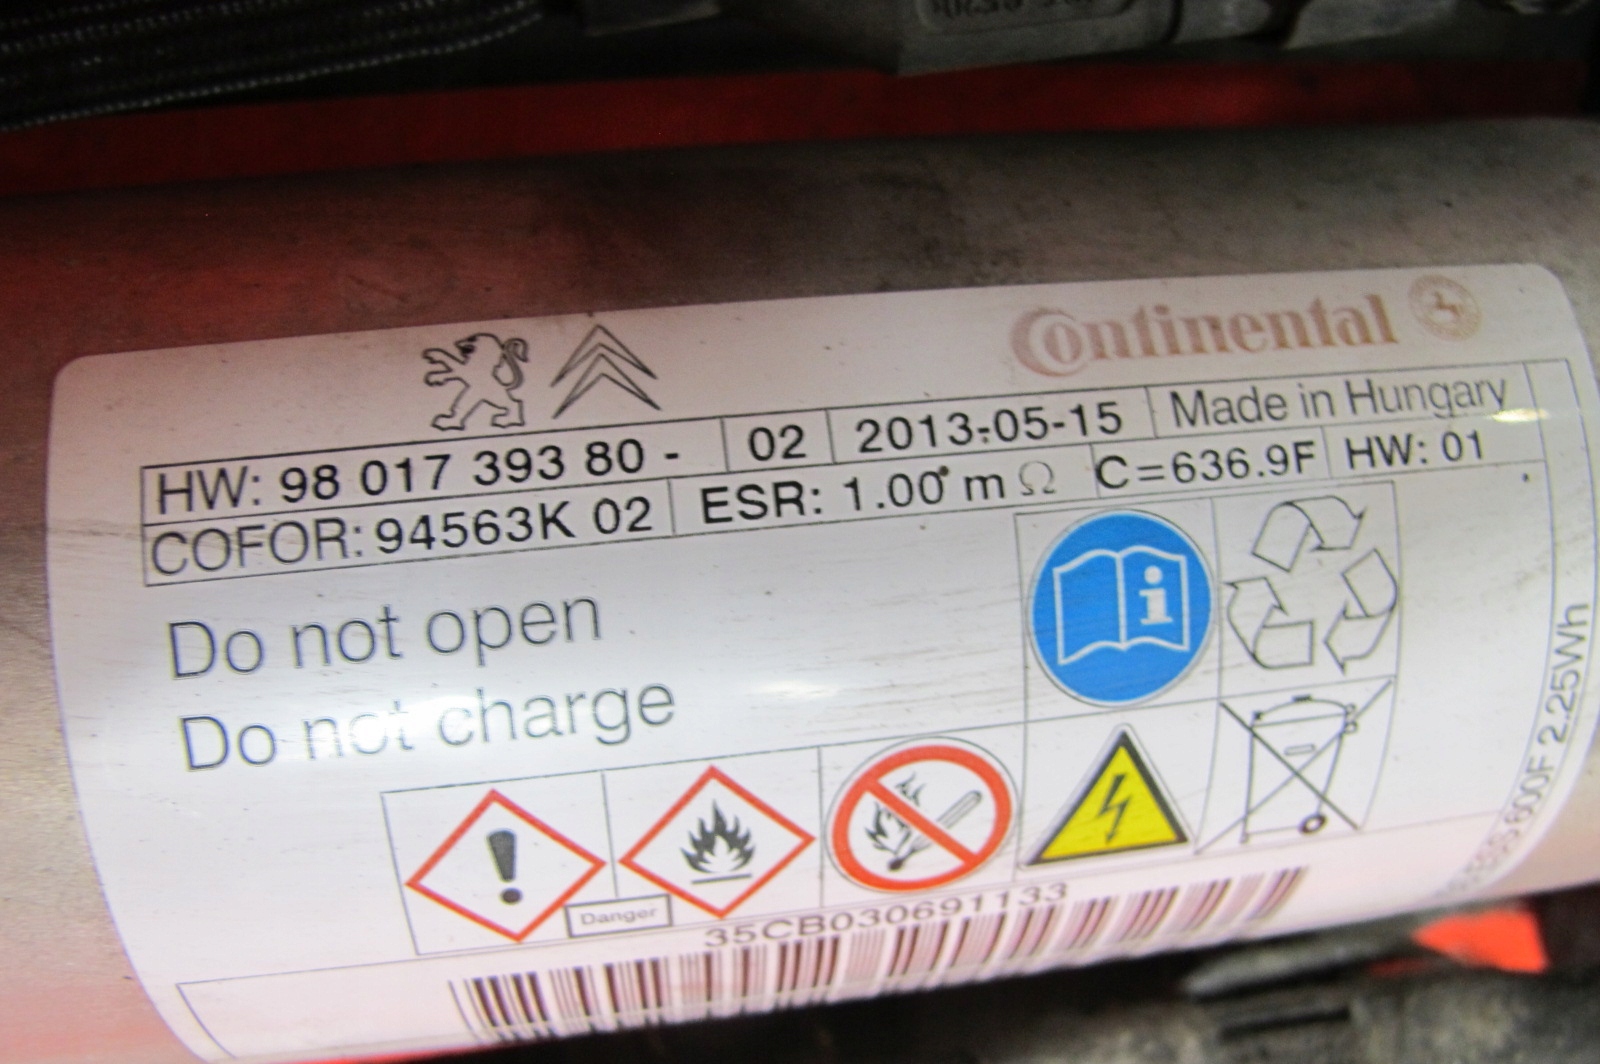 Continental
HW: 98 017 393 80 - 02 2013-05-15 Made in Hungary
COFOR: 94563K 02 ESR: 1.00 m Ω C=636.9F HW: 01
Do not open
Do not charge
Danger
35CB030691133
600F 2.25Wh